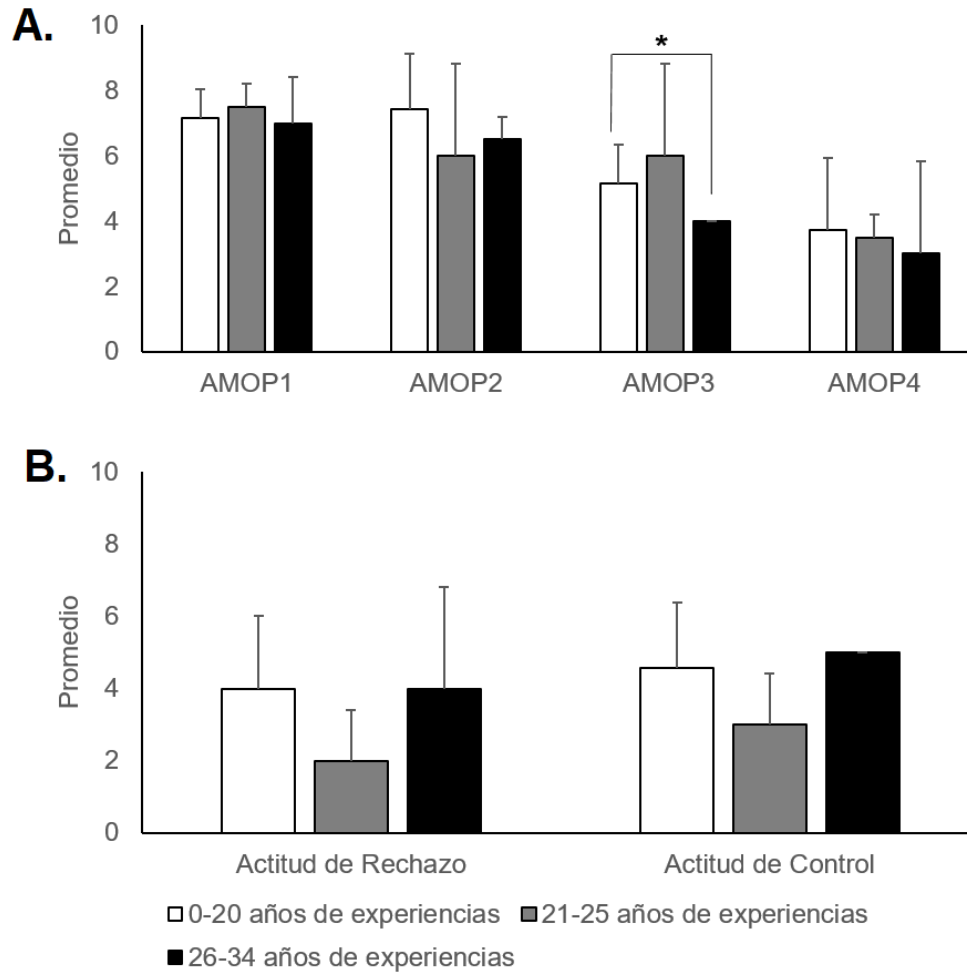 A.
Promedio
10
8
6
4
2
0
*
AMOP1 AMOP2 AMOP3 AMOP4
B.
Promedio
10
8
6
4
2
0
Actitud de Rechazo Actitud de Control
0-20 años de experiencias 21-25 años de experiencias
26-34 años de experiencias